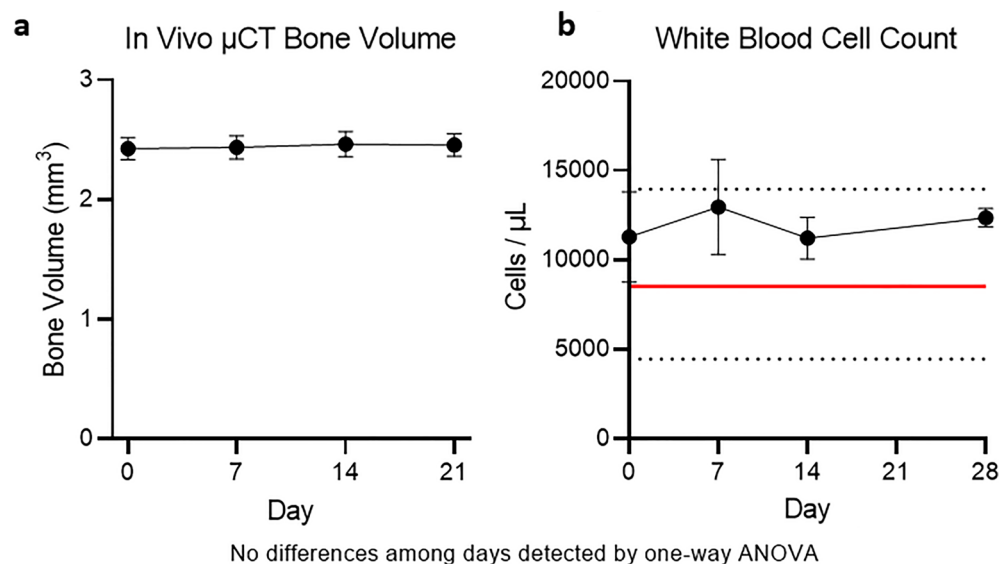 a
In Vivo µCT Bone Volume
3
2
1
0
Bone Volume (mm³)
0 7 14 21
Day
b
White Blood Cell Count
20000
15000
10000
5000
0
Cells / µL
0 7 14 21 28
Day
No differences among days detected by one-way ANOVA